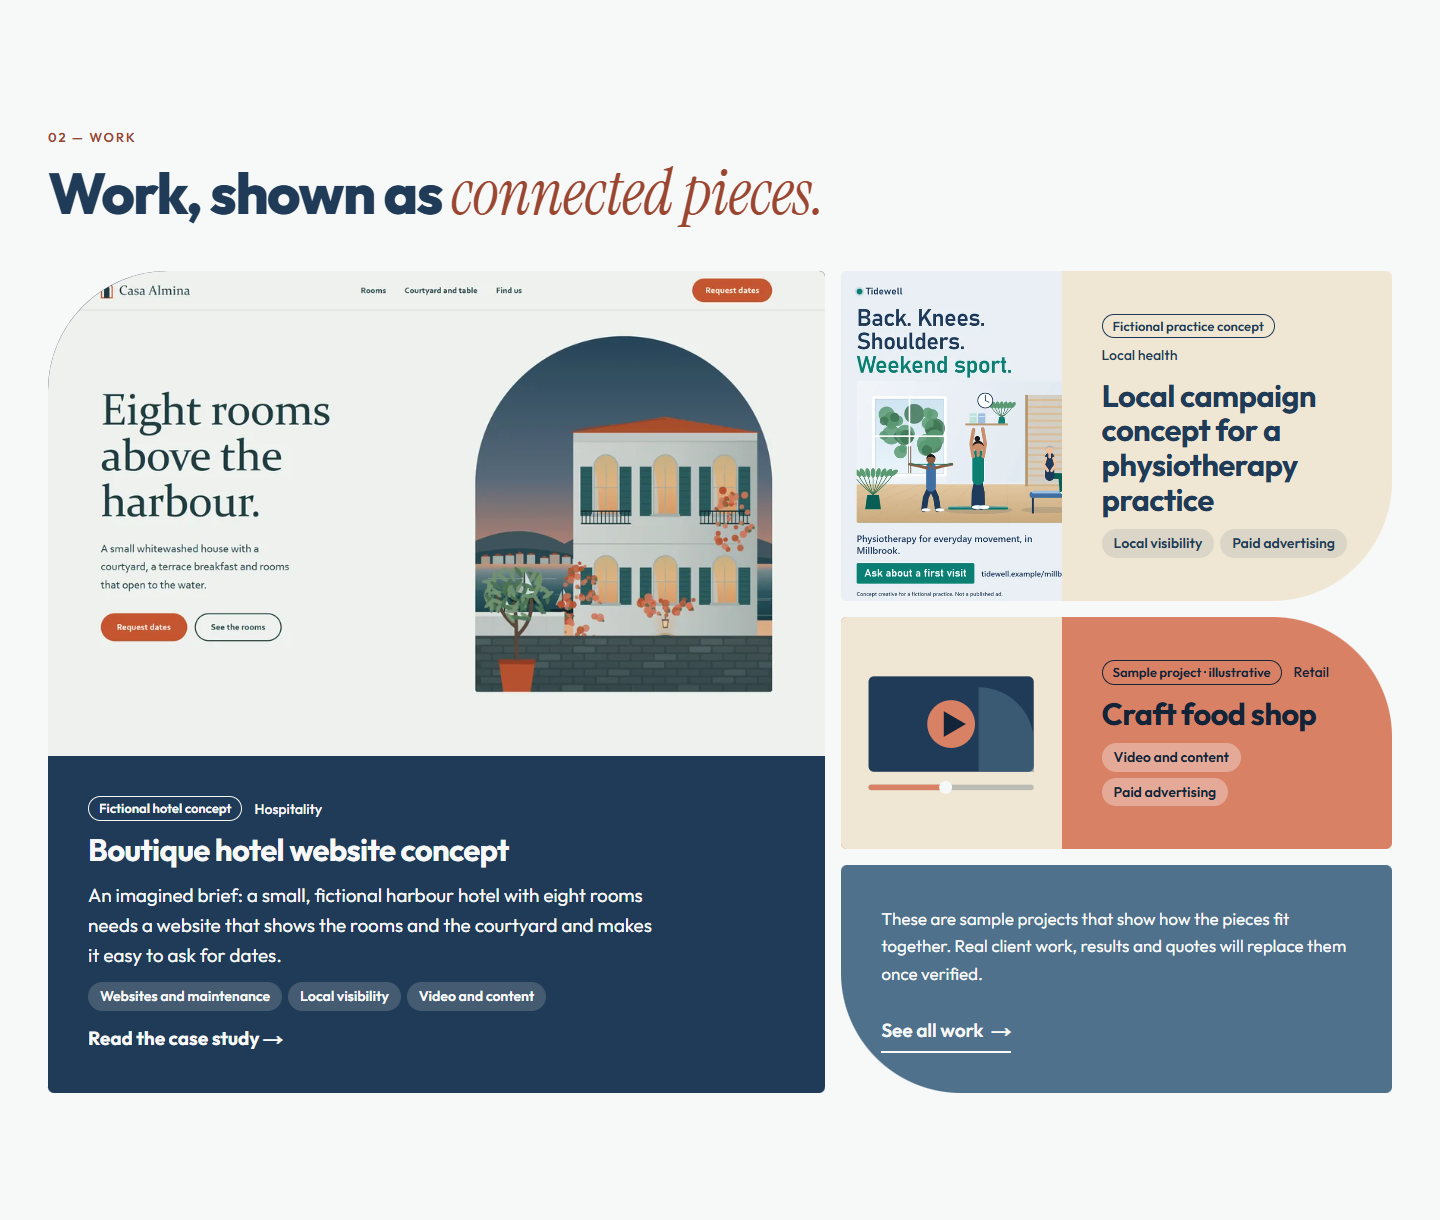 02 — WORK
Work, shown as connected pieces.
Casa Almina
Rooms
Courtyard and table
Find us
Request dates
Eight rooms
above the
harbour.
A small whitewashed house with a
courtyard, a terrace breakfast and rooms
that open to the water.
Request dates
See the rooms
Fictional hotel concept
Hospitality
Boutique hotel website concept
An imagined brief: a small, fictional harbour hotel with eight rooms
needs a website that shows the rooms and the courtyard and makes
it easy to ask for dates.
Websites and maintenance
Local visibility
Video and content
Read the case study →
Tidewell
Back. Knees.
Shoulders.
Weekend sport.
Physiotherapy for everyday movement, in
Millbrook.
Ask about a first visit
tidewell.example/millb
Concept creative for a fictional practice. Not a published ad.
Fictional practice concept
Local health
Local campaign
concept for a
physiotherapy
practice
Local visibility
Paid advertising
Sample project · illustrative
Retail
Craft food shop
Video and content
Paid advertising
These are sample projects that show how the pieces fit
together. Real client work, results and quotes will replace them
once verified.
See all work →